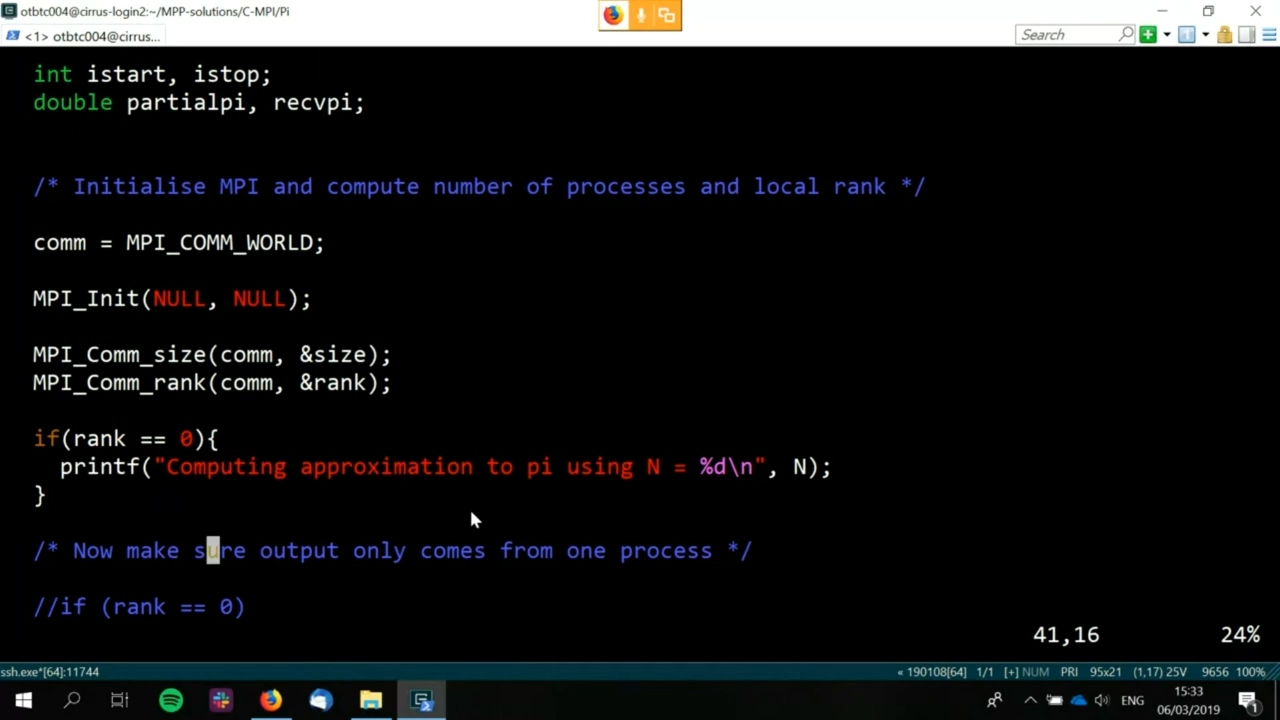 otbtc004@cirrus-login2:~/MPP-solutions/C-MPI/Pi
<1> otbtc004@cirrus...
Search
int istart, istop;
double partialpi, recvpi;
/* Initialise MPI and compute number of processes and local rank */
comm = MPI_COMM_WORLD;
MPI_Init(NULL, NULL);
MPI_Comm_size(comm, &size);
MPI_Comm_rank(comm, &rank);
if(rank == 0){
printf("Computing approximation to pi using N = %d\n", N);
}
/* Now make sure output only comes from one process */
//if (rank == 0)
41,16 24%
ssh.exe*[64]:11744 « 190108[64] 1/1 [+] NUM PRI 95x21 (1,17) 25V 9656 100%
ENG
15:33
06/03/2019
1